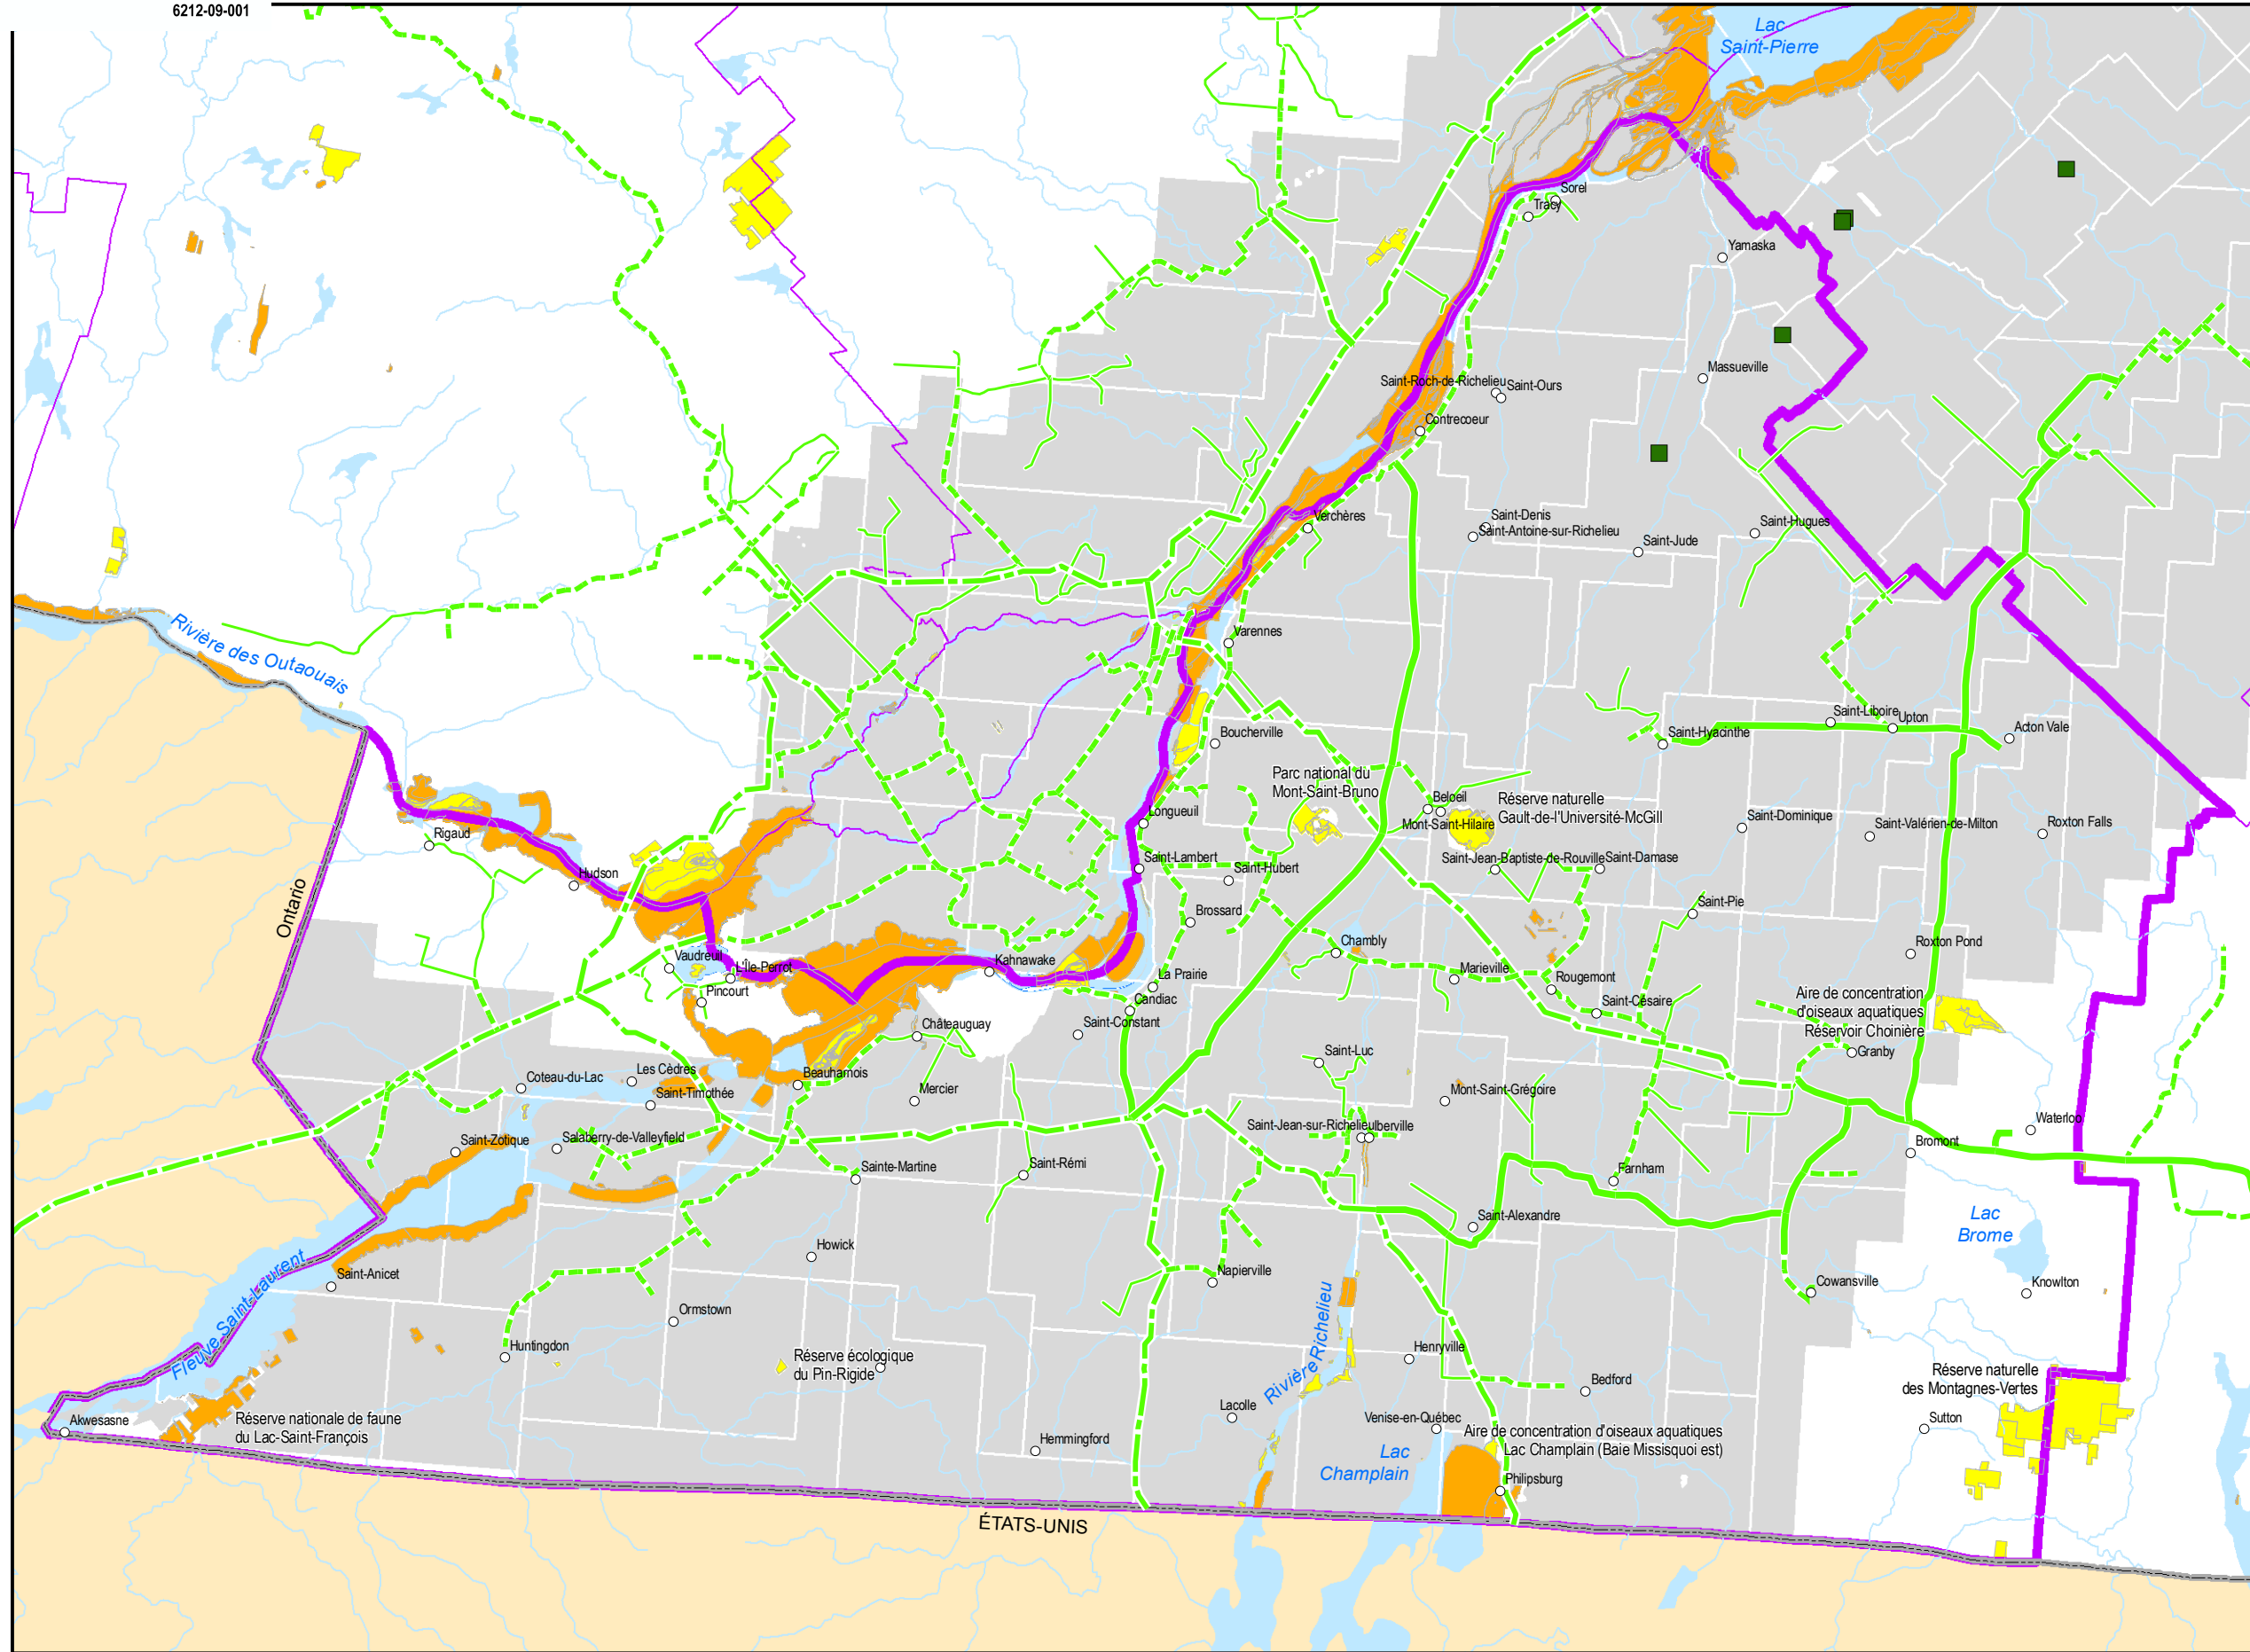 6212-09-001
Lac
Saint-Pierre
Sorel
Tracy
Yamaska
Massueville
Saint-Roch-de-Richelieu
Saint-Ours
Contrecoeur
Verchères
Saint-Denis
Saint-Antoine-sur-Richelieu
Saint-Hugues
Saint-Jude
Rivière des Outaouais
Varennes
Saint-Liboire
Upton
Acton Vale
Saint-Hyacinthe
Boucherville
Parc national du
Mont-Saint-Bruno
Beloeil
Réserve naturelle
Gault-de-l'Université-McGill
Mont-Saint-Hilaire
Longueuil
Saint-Dominique
Saint-Valérien-de-Milton
Roxton Falls
Rigaud
Saint-Lambert
Saint-Hubert
Saint-Jean-Baptiste-de-Rouville
Saint-Damase
Hudson
Ontario
Saint-Pie
Brossard
Chambly
Roxton Pond
Vaudreuil
L'Île-Perrot
Kahnawake
La Prairie
Marieville
Rougemont
Pincourt
Candiac
Saint-Césaire
Aire de concentration
d'oiseaux aquatiques
Réservoir Choinière
Châteauguay
Saint-Constant
Saint-Luc
Granby
Coteau-du-Lac
Les Cèdres
Beauharnois
Saint-Timothée
Mercier
Mont-Saint-Grégoire
Saint-Zotique
Salaberry-de-Valleyfield
Saint-Jean-sur-Richelieu
Iberville
Waterloo
Bromont
Sainte-Martine
Saint-Rémi
Farnham
Saint-Alexandre
Lac
Brome
Howick
Fleuve Saint-Laurent
Saint-Anicet
Napierville
Cowansville
Knowlton
Ormstown
Rivière Richelieu
Huntingdon
Réserve écologique
du Pin-Rigide
Henryville
Réserve naturelle
des Montagnes-Vertes
Bedford
Akwesasne
Réserve nationale de faune
du Lac-Saint-François
Lacolle
Venise-en-Québec
Sutton
Hemmingford
Aire de concentration d'oiseaux aquatiques
Lac Champlain (Baie Missisquoi est)
Lac
Champlain
Philipsburg
ÉTATS-UNIS